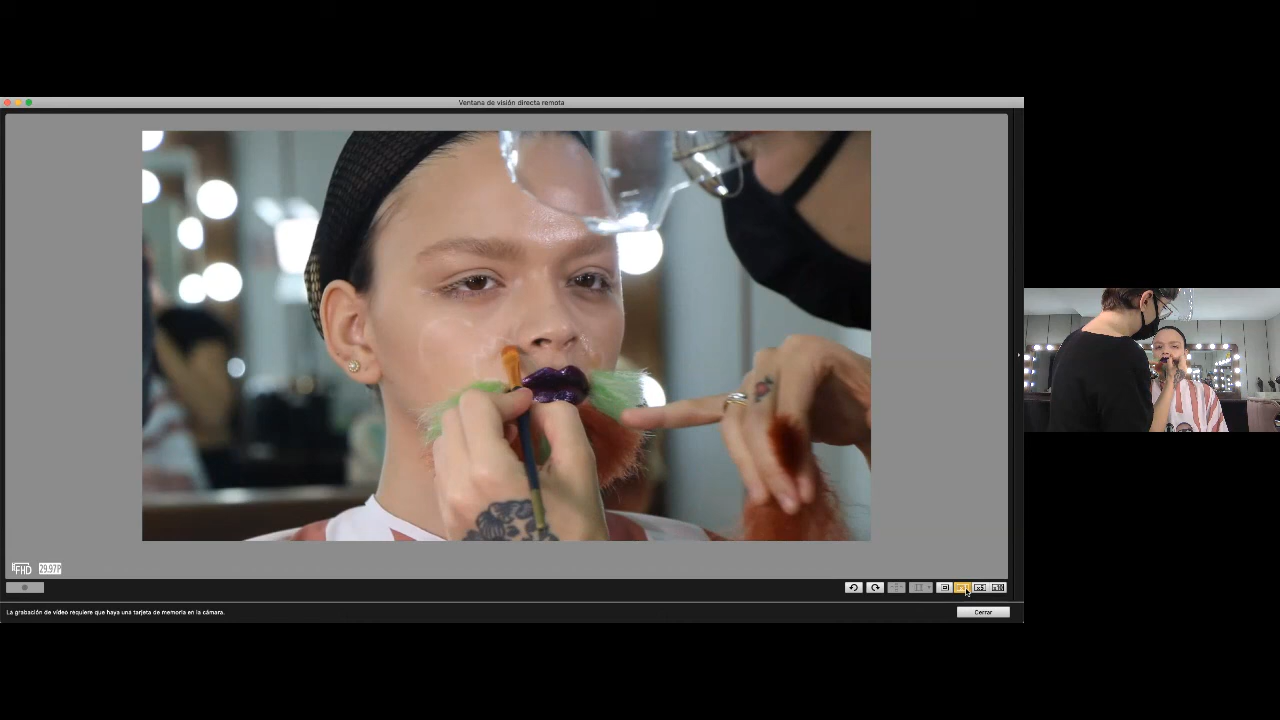 Ventana de visión directa remota
FHD 29.97P
La grabación de vídeo requiere que haya una tarjeta de memoria en la cámara.
Cerrar